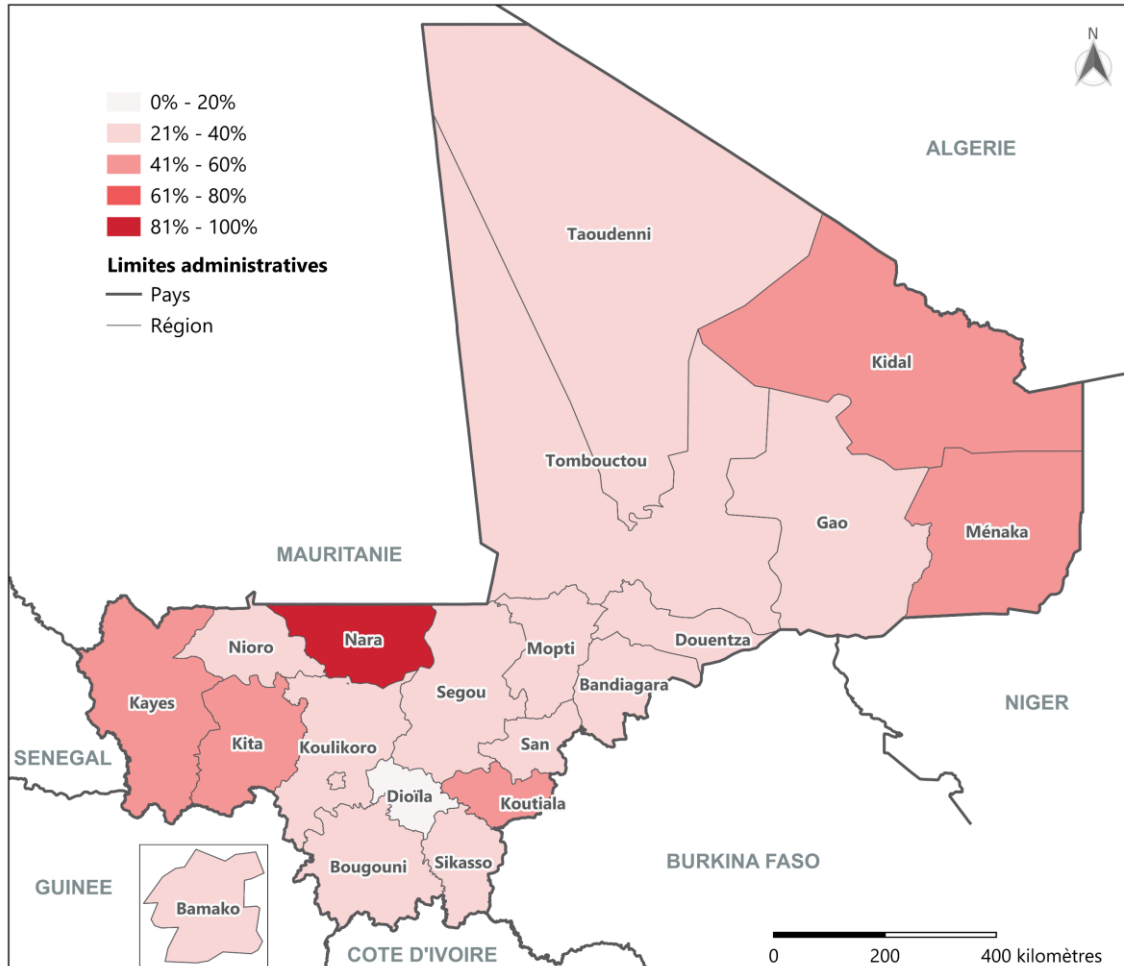 N
0% - 20%
21% - 40%
41% - 60%
61% - 80%
81% - 100%
Limites administratives
Pays
Région
ALGERIE
Taoudenni
Kidal
Tombouctou
Gao
Ménaka
MAURITANIE
Nioro
Nara
Mopti
Douentza
Kayes
Segou
Bandiagara
NIGER
Kita
Koulikoro
San
SENEGAL
Dioïla
Koutiala
Bougouni
Sikasso
BURKINA FASO
GUINEE
Bamako
COTE D'IVOIRE
0 200 400 kilomètres